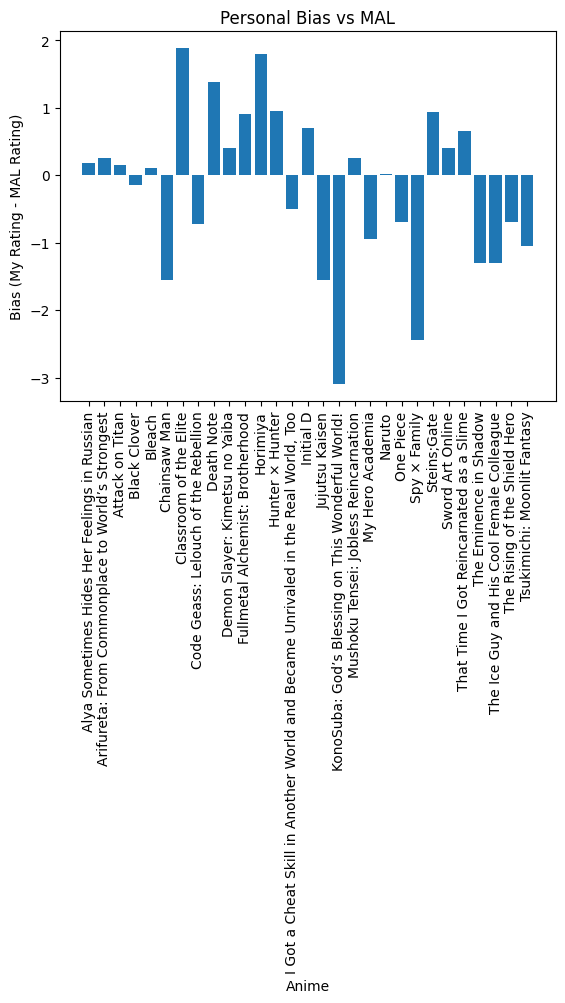 Personal Bias vs MAL
Bias (My Rating - MAL Rating)
2
1
0
−1
−2
−3
Alya Sometimes Hides Her Feelings in Russian
Arifureta: From Commonplace to World’s Strongest
Attack on Titan
Black Clover
Bleach
Chainsaw Man
Classroom of the Elite
Code Geass: Lelouch of the Rebellion
Death Note
Demon Slayer: Kimetsu no Yaiba
Fullmetal Alchemist: Brotherhood
Horimiya
Hunter × Hunter
I Got a Cheat Skill in Another World and Became Unrivaled in the Real World, Too
Initial D
Jujutsu Kaisen
KonoSuba: God’s Blessing on This Wonderful World!
Mushoku Tensei: Jobless Reincarnation
My Hero Academia
Naruto
One Piece
Spy × Family
Steins;Gate
Sword Art Online
That Time I Got Reincarnated as a Slime
The Eminence in Shadow
The Ice Guy and His Cool Female Colleague
The Rising of the Shield Hero
Tsukimichi: Moonlit Fantasy
Anime